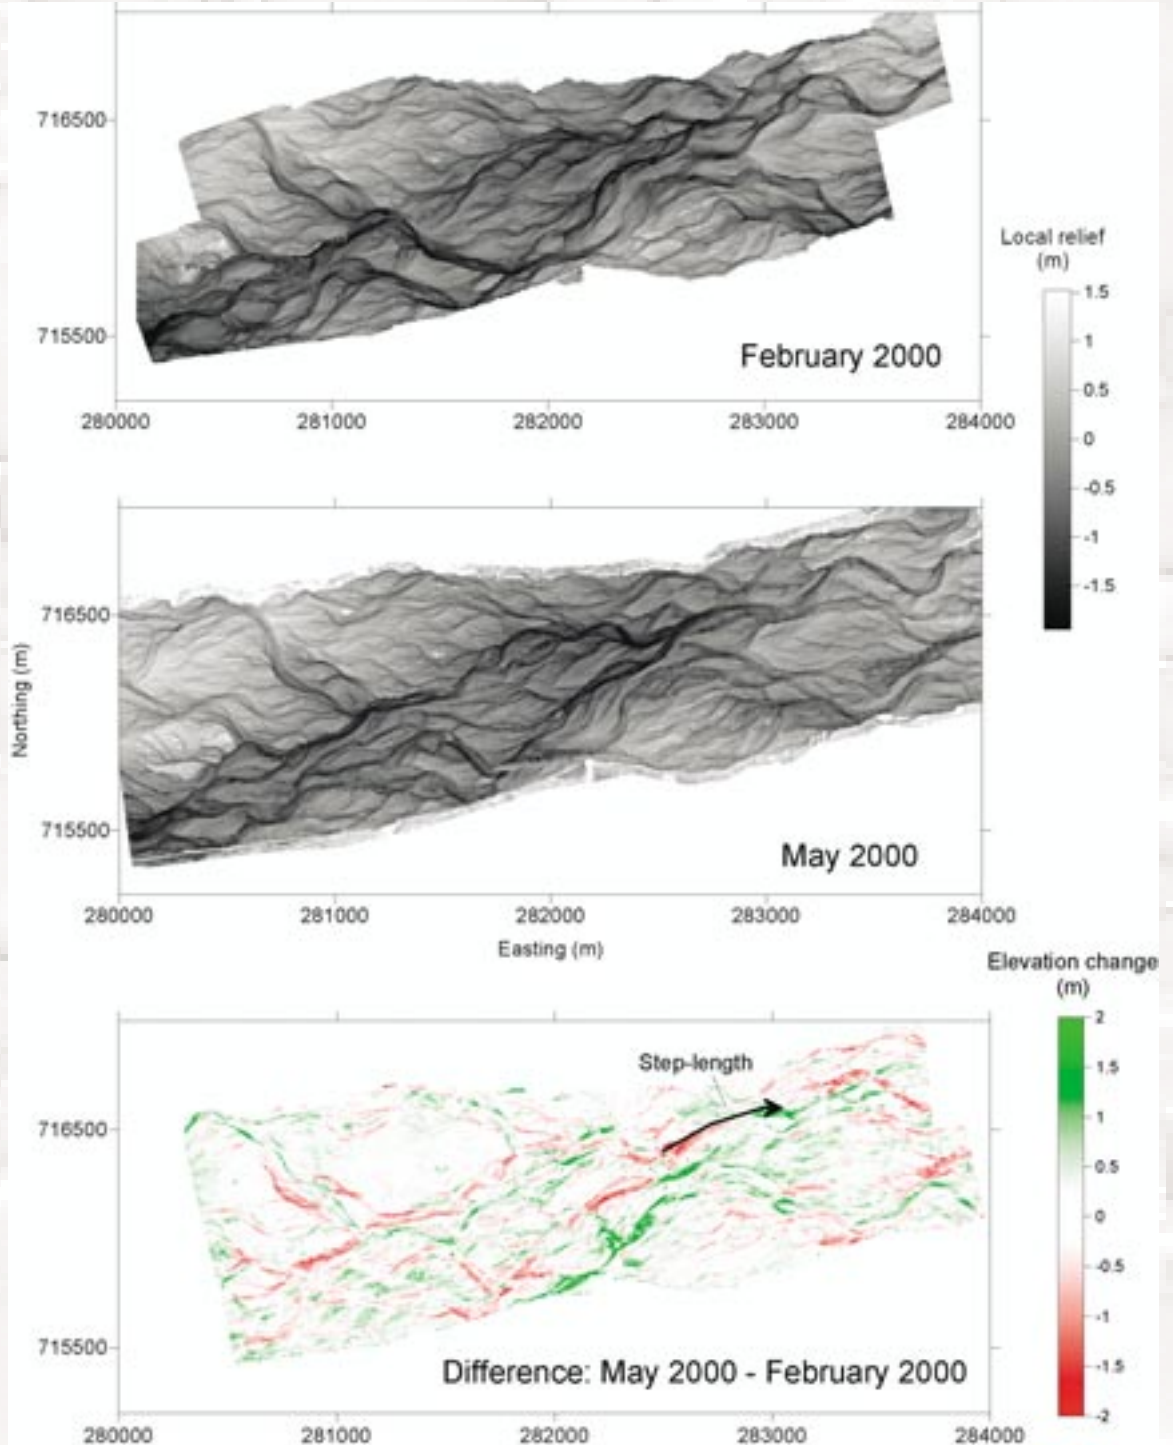 716500
715500
February 2000
280000 281000 282000 283000 284000
Local relief
(m)
1.5
1
0.5
0
-0.5
-1
-1.5
716500
Northing (m)
715500
May 2000
280000 281000 282000 283000 284000
Easting (m)
Elevation change
(m)
2
1.5
1
0.5
0
-0.5
-1
-1.5
-2
Step-length
716500
715500
Difference: May 2000 - February 2000
280000 281000 282000 283000 284000